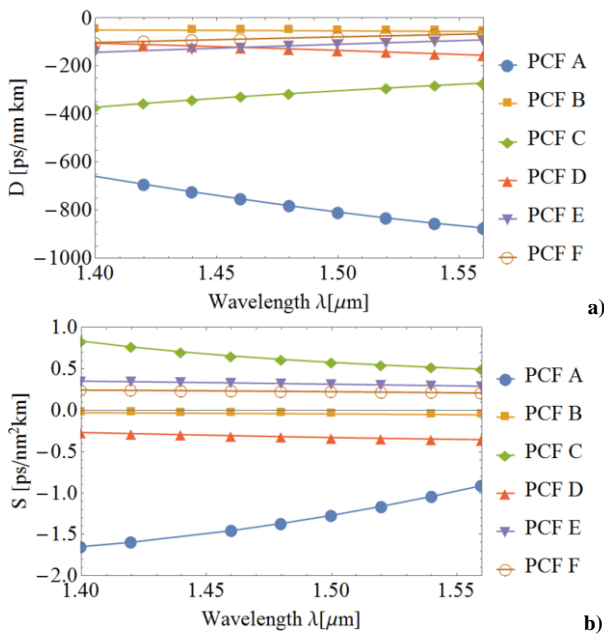 0
−200
−400
−600
−800
−1000
D [ps/nm km]
1.40
1.45
1.50
1.55
Wavelength λ[μm]
PCF A
PCF B
PCF C
PCF D
PCF E
PCF F
a)
1.0
0.5
0.0
−0.5
−1.0
−1.5
−2.0
S [ps/nm²km]
1.40
1.45
1.50
1.55
Wavelength λ[μm]
PCF A
PCF B
PCF C
PCF D
PCF E
PCF F
b)